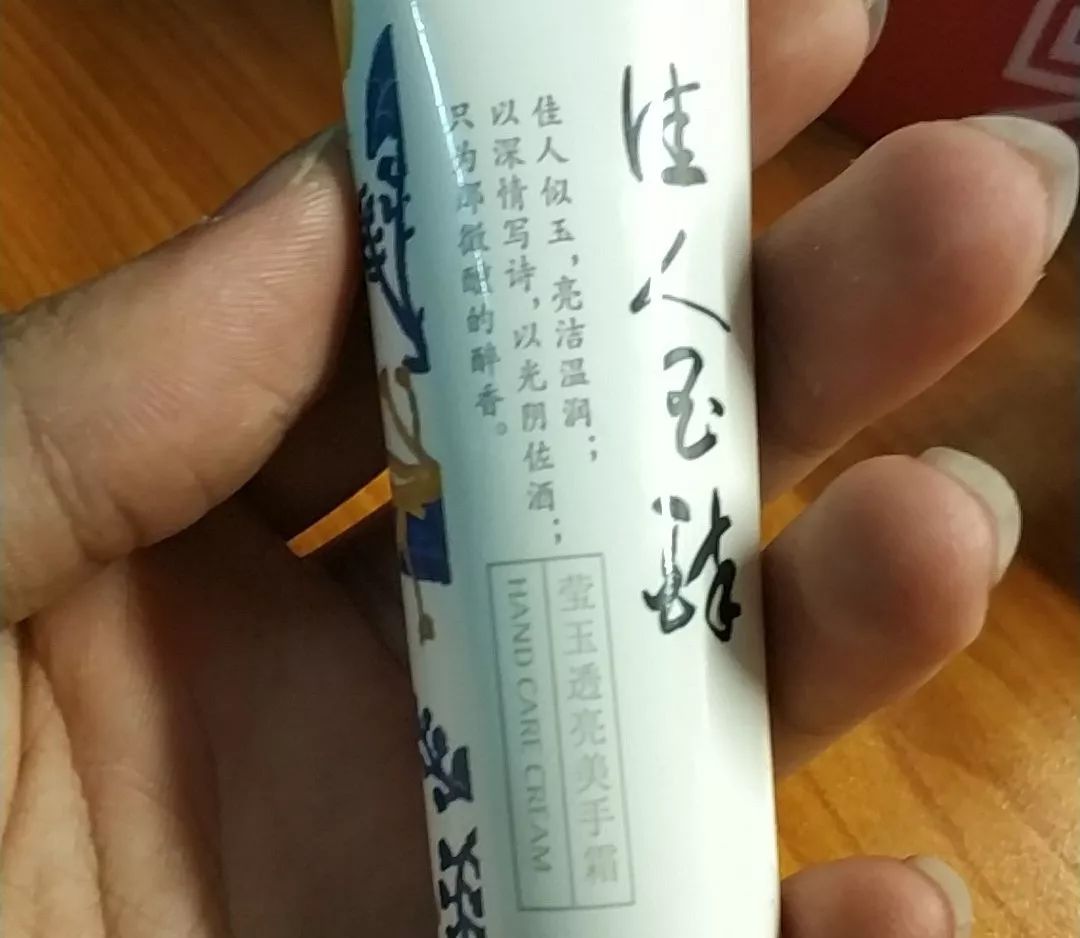 佳人玉醉
佳人似玉，亮洁温润；
以深情写诗，以光阴佐酒；
只为那微醺的醉香。
莹玉透亮美手霜
HAND CARE CREAM